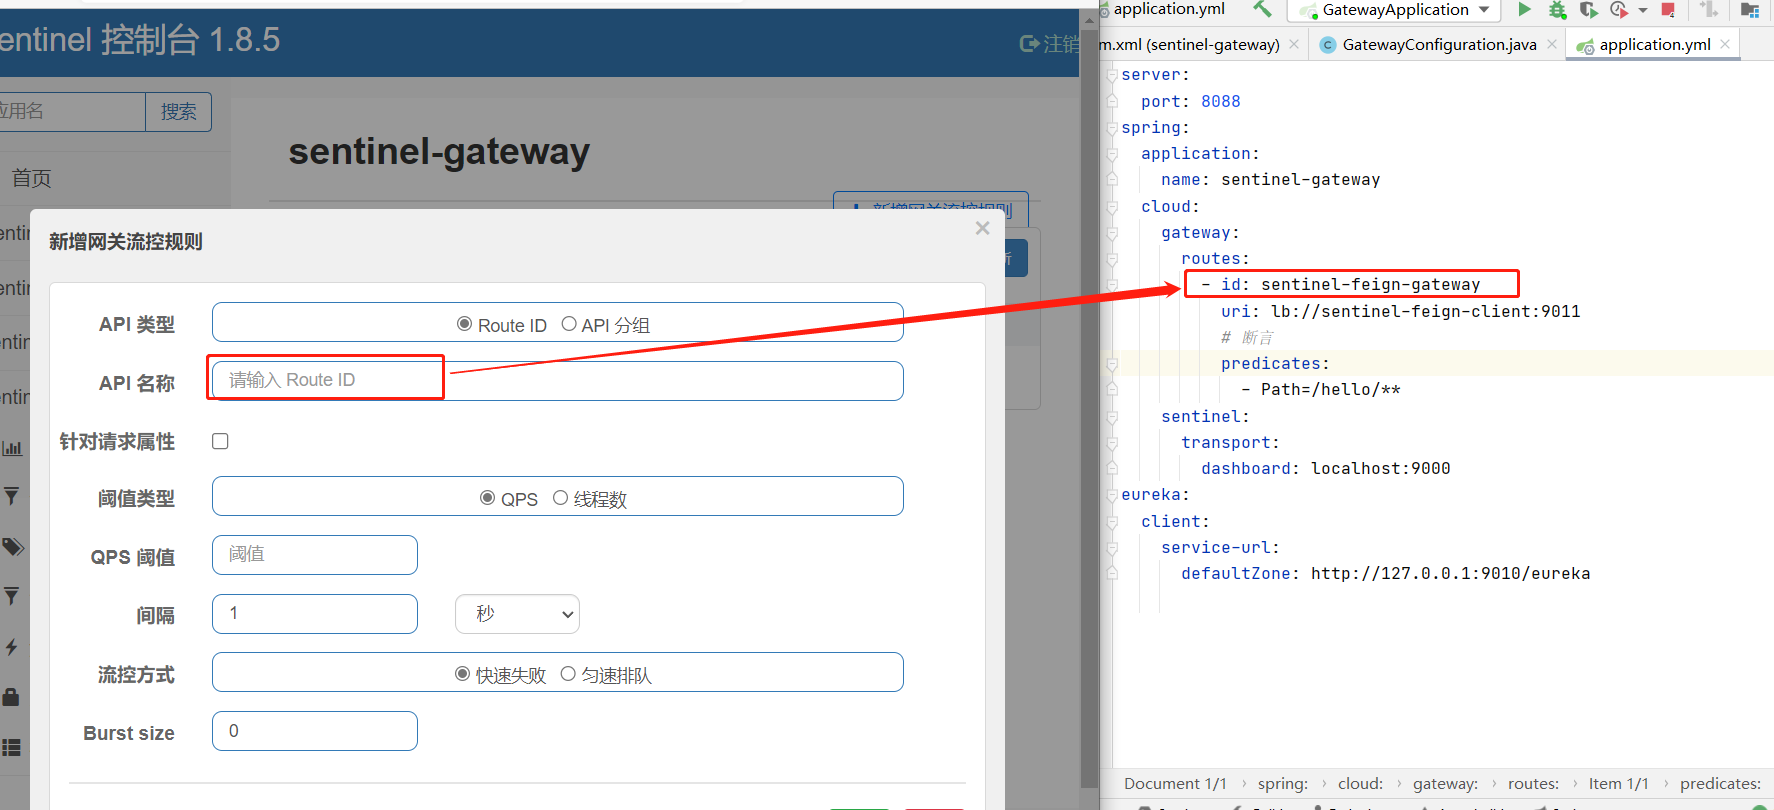 entinel 控制台 1.8.5
注销
应用名
搜索
首页
sentinel-gateway
新增网关流控规则
entin
entin
entin
entin
新增网关流控规则
×
API 类型
Route ID
API 分组
API 名称
请输入 Route ID
针对请求属性
阈值类型
QPS
线程数
QPS 阈值
阈值
间隔
1
秒
流控方式
快速失败
匀速排队
Burst size
0
application.yml
GatewayApplication
m.xml (sentinel-gateway)
GatewayConfiguration.java
application.yml
server:
port: 8088
spring:
application:
name: sentinel-gateway
cloud:
gateway:
routes:
- id: sentinel-feign-gateway
uri: lb://sentinel-feign-client:9011
# 断言
predicates:
- Path=/hello/**
sentinel:
transport:
dashboard: localhost:9000
eureka:
client:
service-url:
defaultZone: http://127.0.0.1:9010/eureka
Document 1/1 › spring: › cloud: › gateway: › routes: › Item 1/1 › predicates: